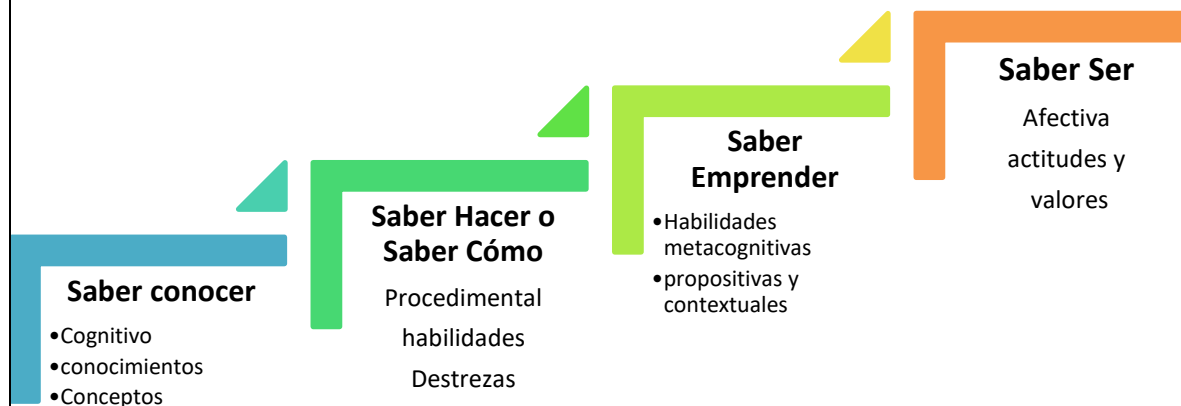 Saber conocer
•Cognitivo
•conocimientos
•Conceptos
Saber Hacer o
Saber Cómo
Procedimental
habilidades
Destrezas
Saber
Emprender
•Habilidades
metacognitivas
•propositivas y
contextuales
Saber Ser
Afectiva
actitudes y
valores